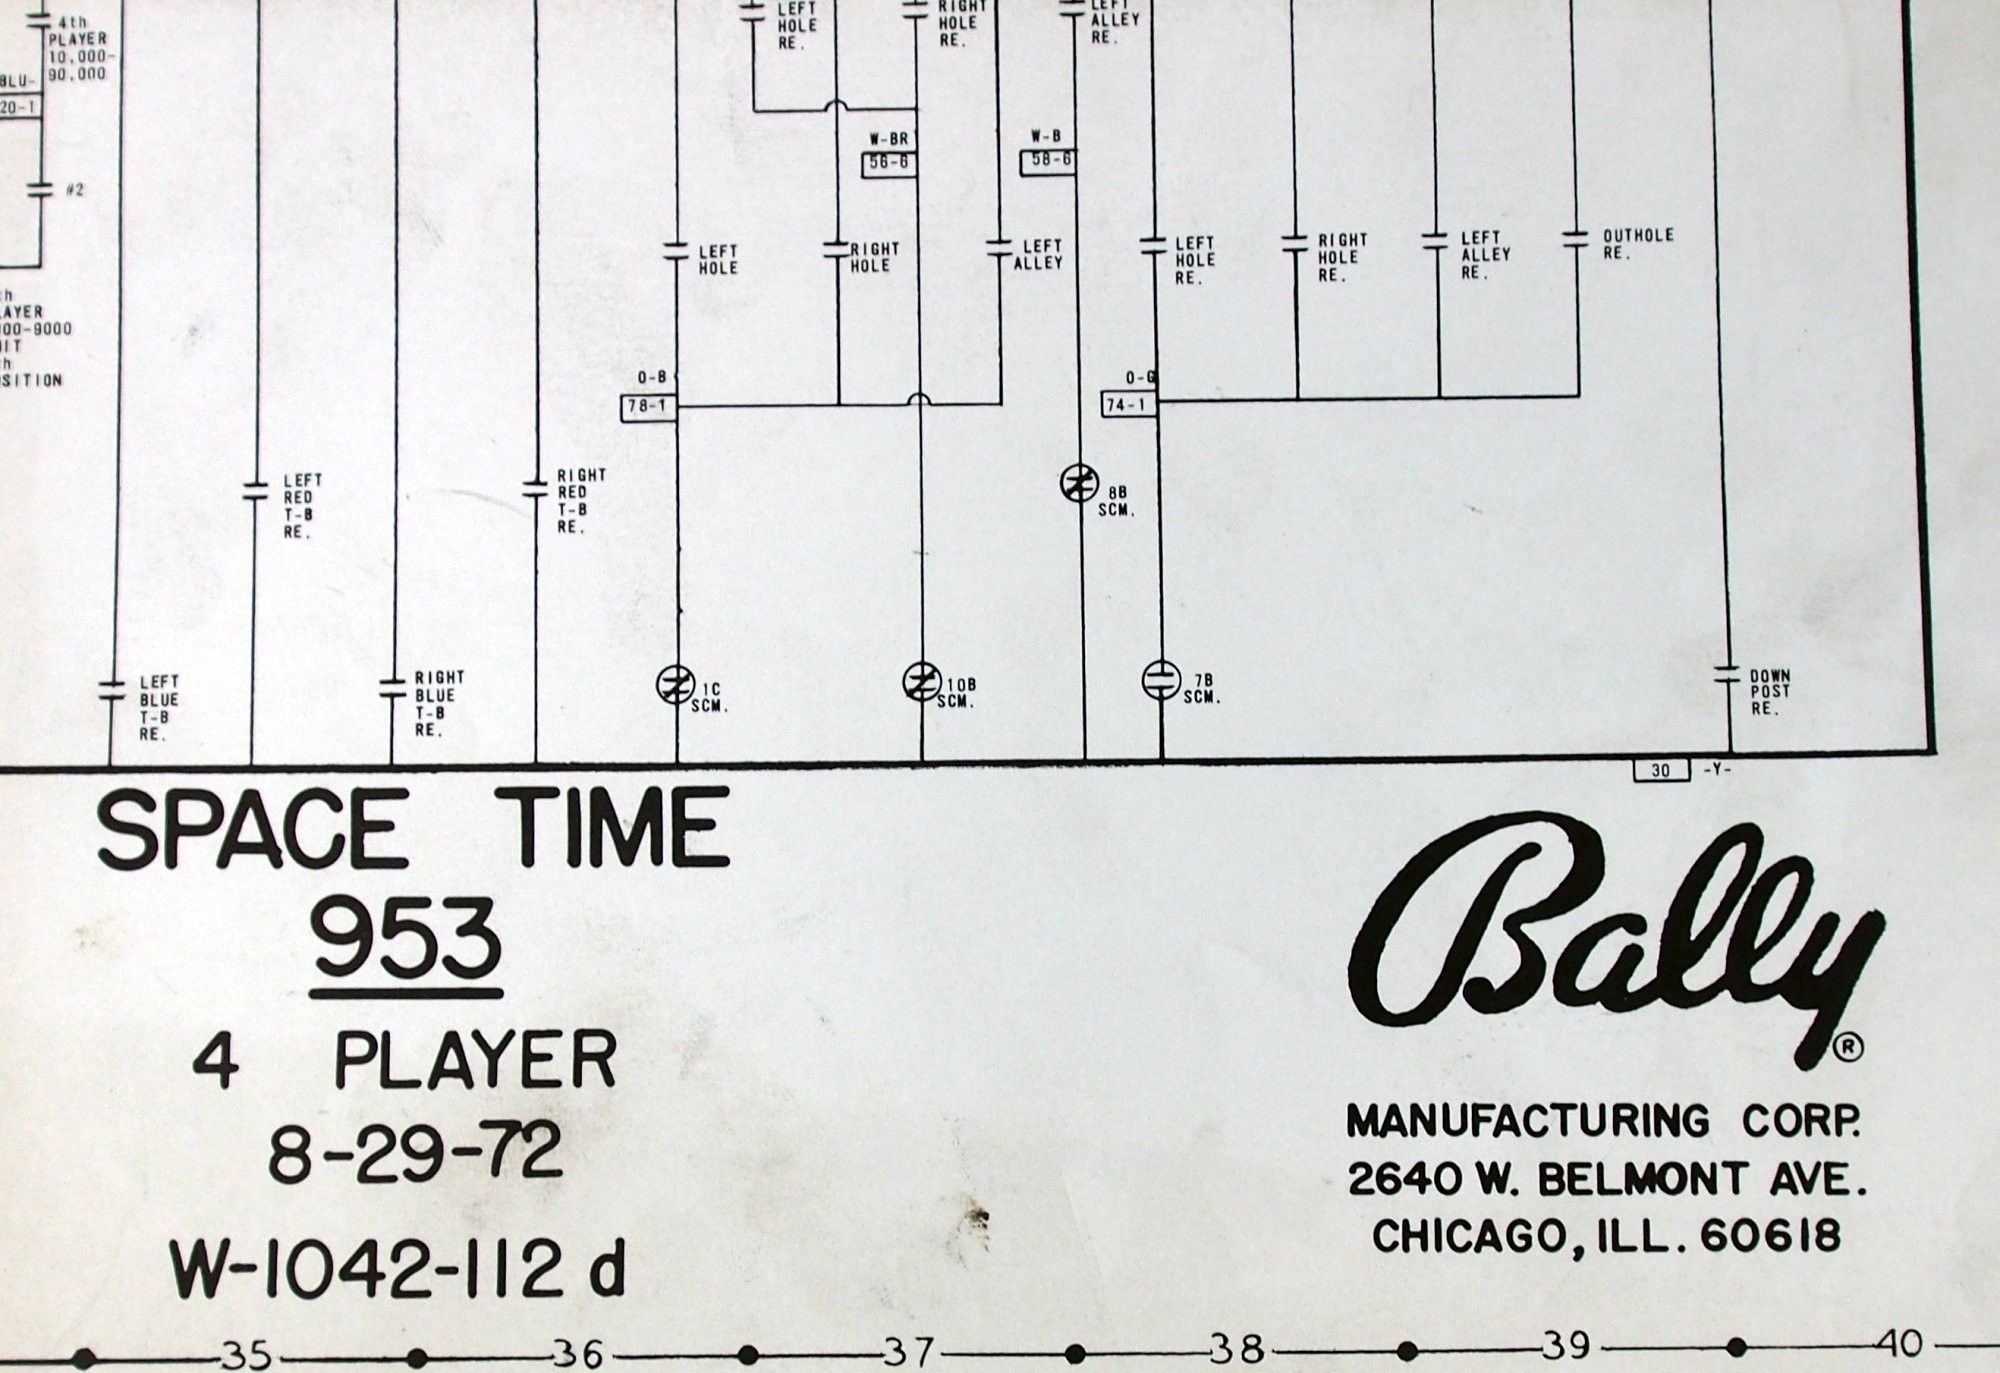 4th
PLAYER
10,000-
90,000
BLU-
20-1
#2
00-9000
LEFT
HOLE
RE.
RIGHT
HOLE
RE.
LEFT
ALLEY
RE.
W-BR
56-6
W-B
58-6
LEFT
HOLE
RIGHT
HOLE
LEFT
ALLEY
LEFT
HOLE
RE.
RIGHT
HOLE
RE.
LEFT
ALLEY
RE.
OUTHOLE
RE.
O-B
78-1
O-G
74-1
LEFT
RED
T-B
RE.
RIGHT
RED
T-B
RE.
8B
SCM.
LEFT
BLUE
T-B
RE.
RIGHT
BLUE
T-B
RE.
1C
SCM.
10B
SCM.
7B
SCM.
DOWN
POST
RE.
30 -Y-
SPACE TIME
953
4 PLAYER
8-29-72
W-1042-112 d
Bally®
MANUFACTURING CORP.
2640 W. BELMONT AVE.
CHICAGO, ILL. 60618
35 36 37 38 39 40